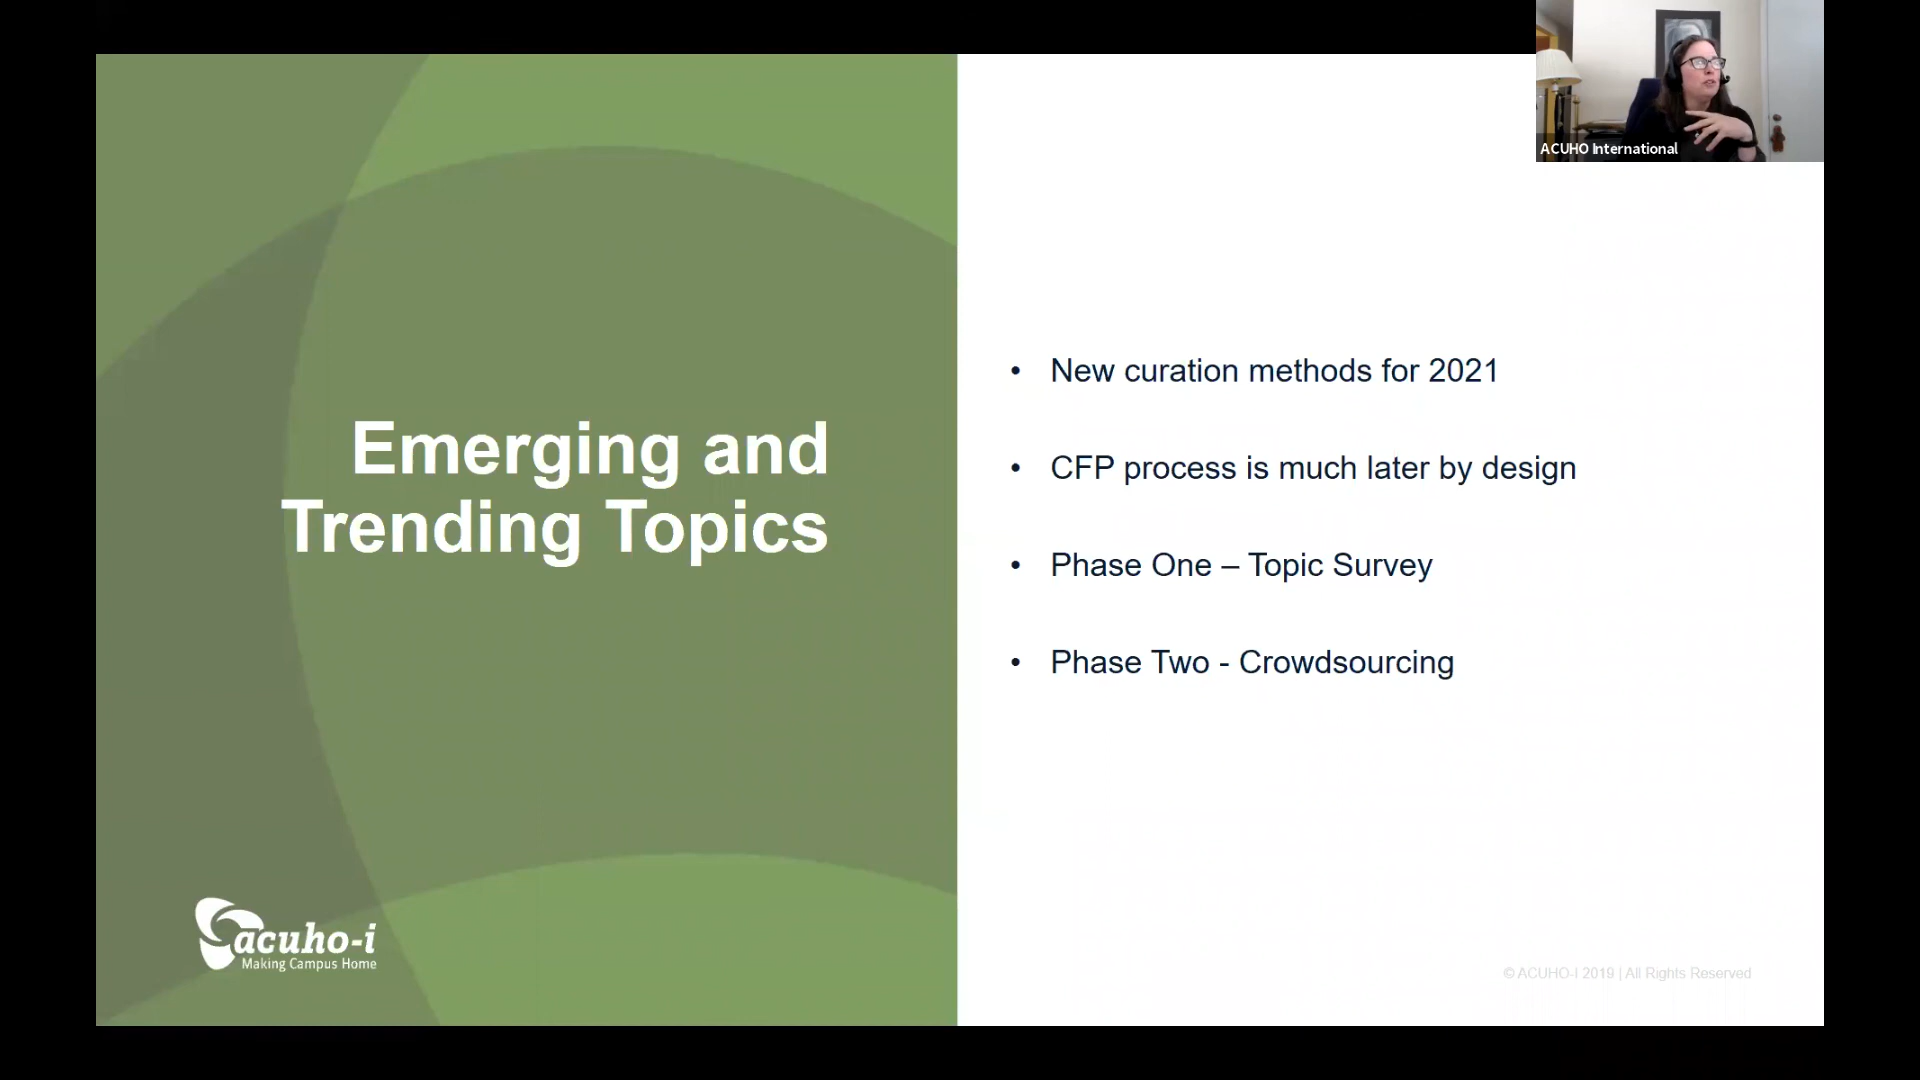 ACUHO International
Emerging and
Trending Topics
• New curation methods for 2021
• CFP process is much later by design
• Phase One – Topic Survey
• Phase Two - Crowdsourcing
acuho-i
Making Campus Home
© ACUHO-I 2019 | All Rights Reserved